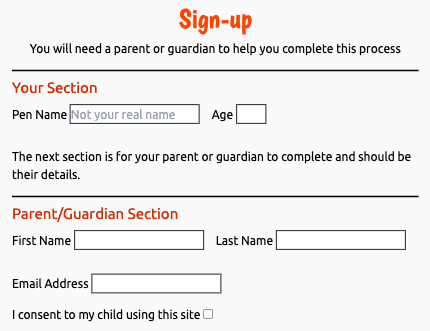 Sign-up
You will need a parent or guardian to help you complete this process
Your Section
Pen Name Not your real name Age
The next section is for your parent or guardian to complete and should be
their details.
Parent/Guardian Section
First Name Last Name
Email Address
I consent to my child using this site